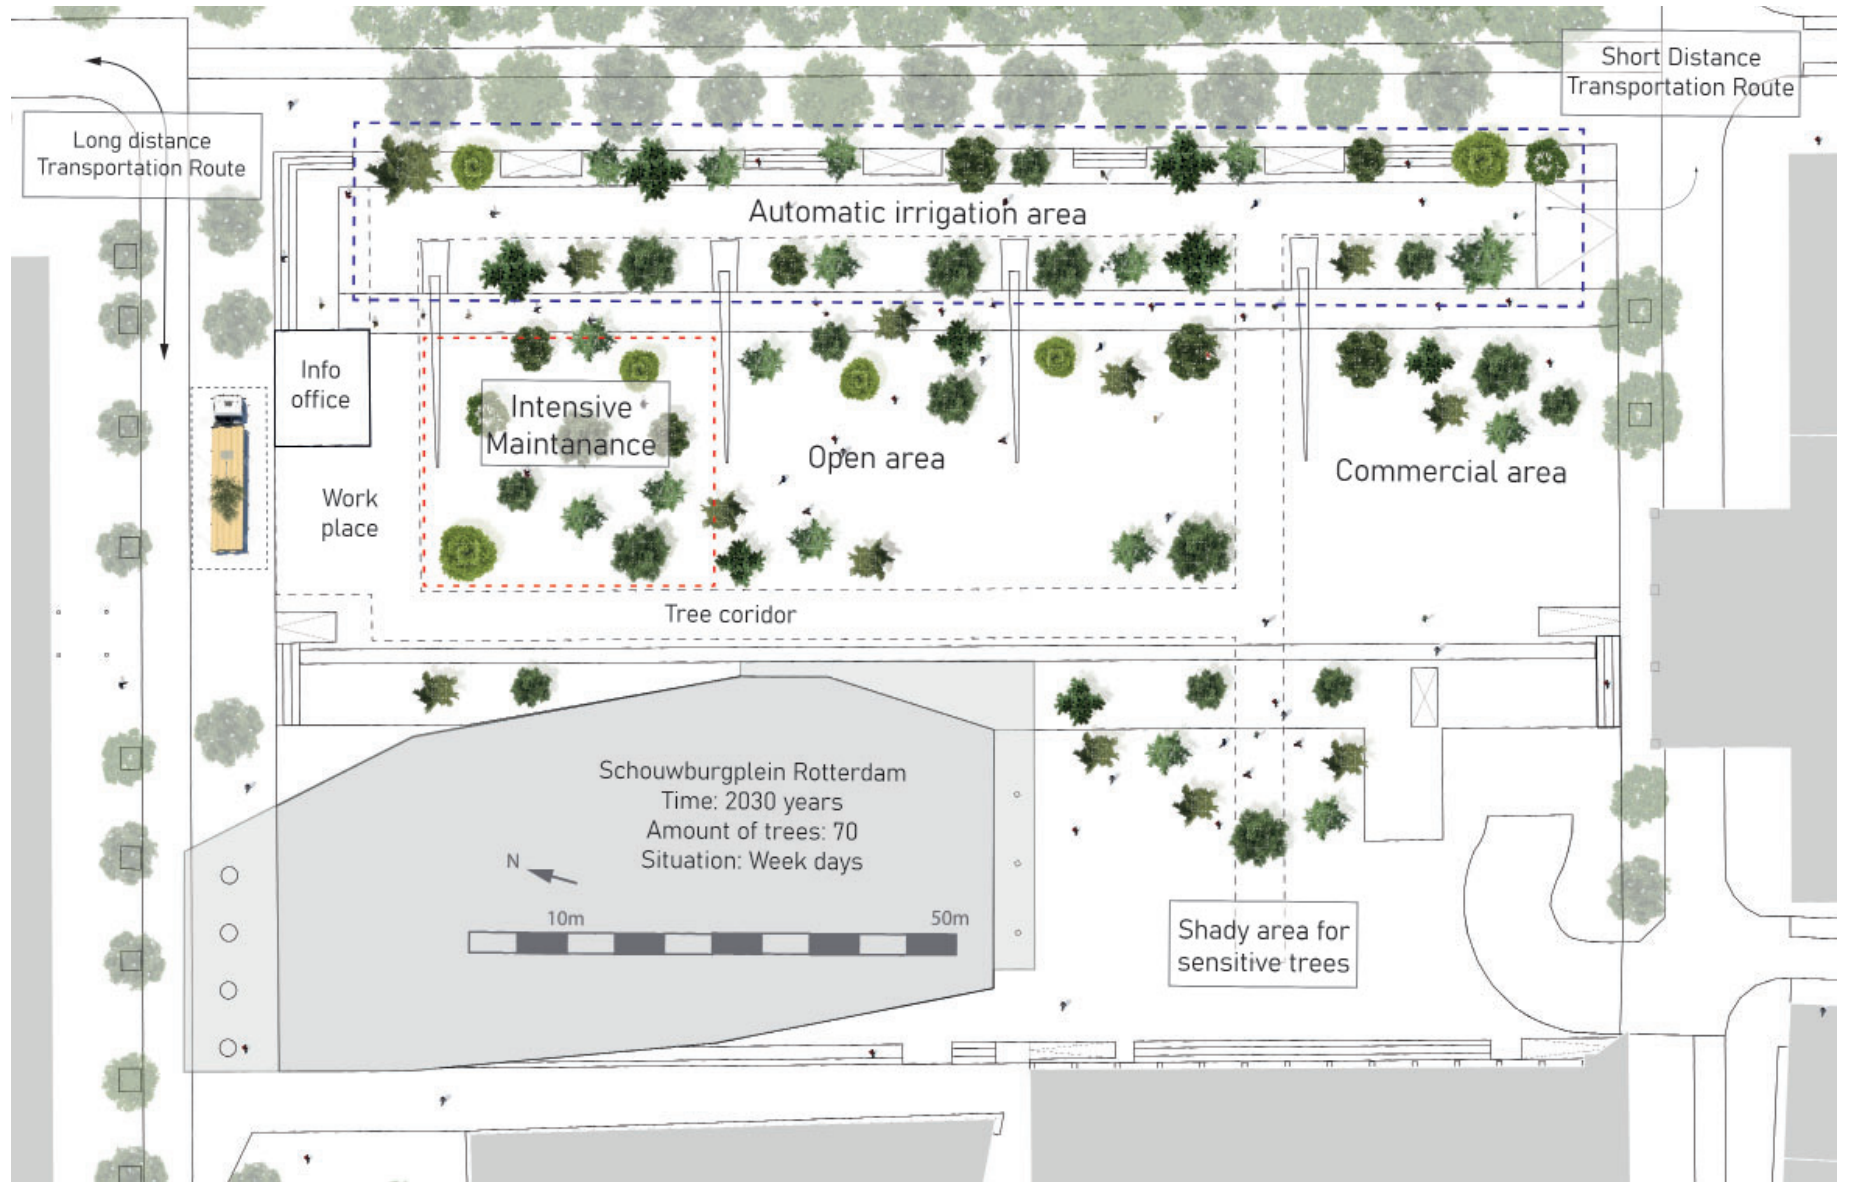 Short Distance
Transportation Route
Long distance
Transportation Route
Automatic irrigation area
Info
office
Intensive
Maintanance
Open area
Commercial area
Work
place
Tree coridor
Schouwburgplein Rotterdam
Time: 2030 years
Amount of trees: 70
Situation: Week days
N
10m
50m
Shady area for
sensitive trees